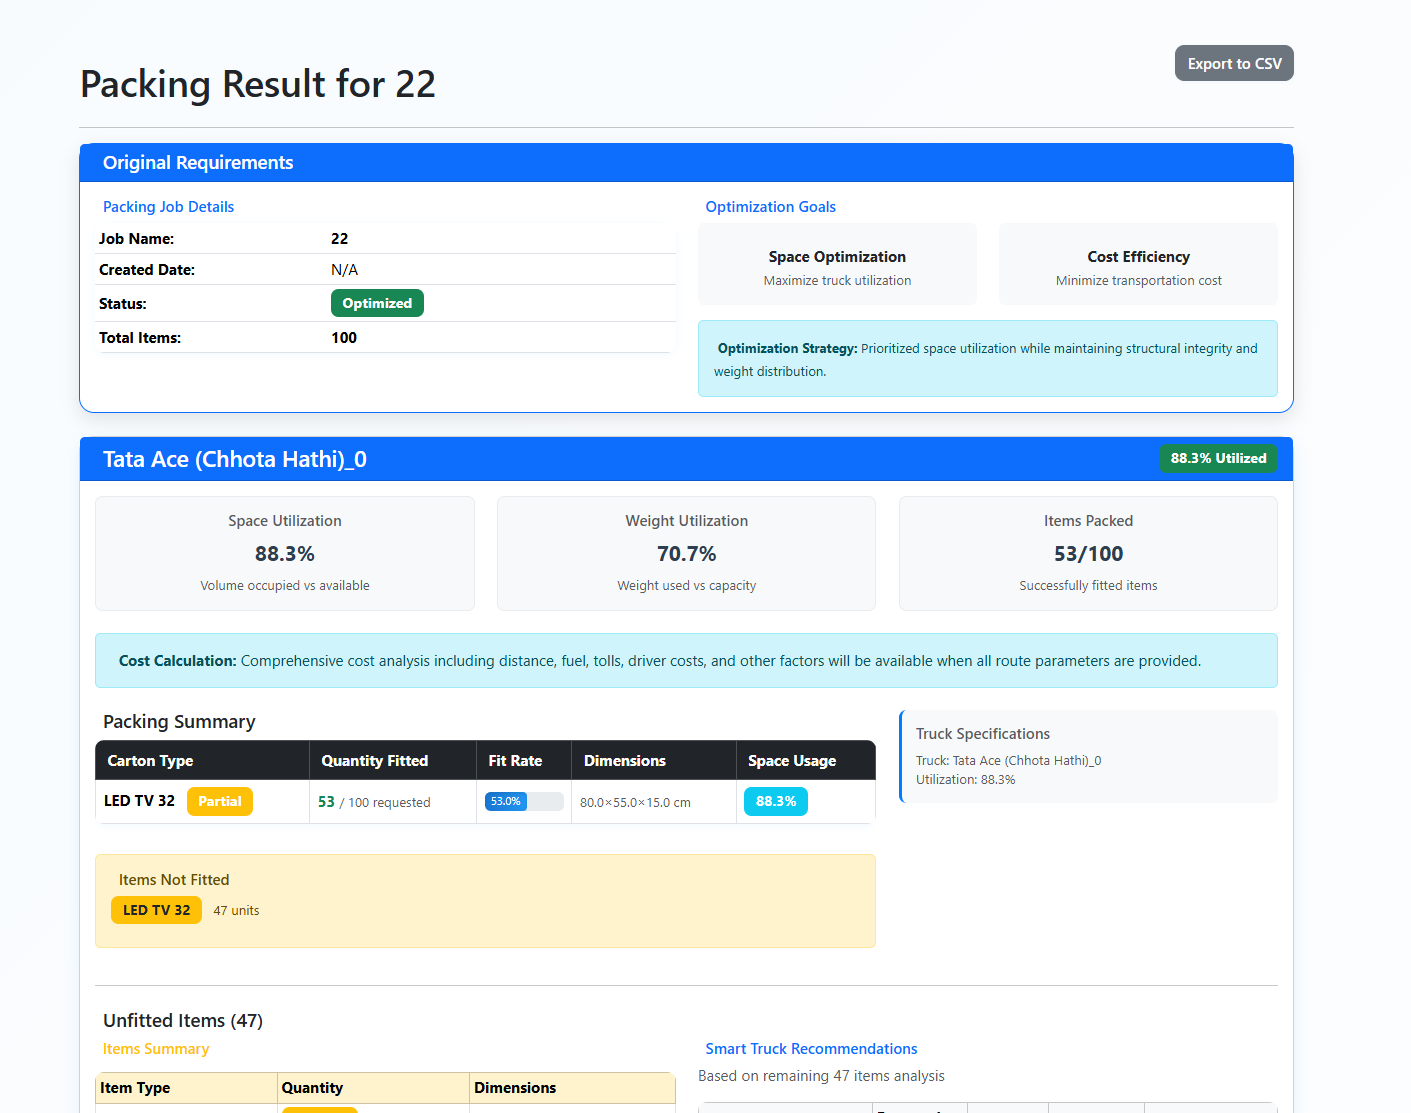 Packing Result for 22
Export to CSV
Original Requirements
Packing Job Details
Job Name: 22
Created Date: N/A
Status: Optimized
Total Items: 100
Optimization Goals
Space Optimization
Maximize truck utilization
Cost Efficiency
Minimize transportation cost
Optimization Strategy: Prioritized space utilization while maintaining structural integrity and
weight distribution.
Tata Ace (Chhota Hathi)_0
88.3% Utilized
Space Utilization
88.3%
Volume occupied vs available
Weight Utilization
70.7%
Weight used vs capacity
Items Packed
53/100
Successfully fitted items
Cost Calculation: Comprehensive cost analysis including distance, fuel, tolls, driver costs, and other factors will be available when all route parameters are provided.
Packing Summary
Carton Type Quantity Fitted Fit Rate Dimensions Space Usage
LED TV 32 Partial 53 / 100 requested 53.0% 80.0×55.0×15.0 cm 88.3%
Truck Specifications
Truck: Tata Ace (Chhota Hathi)_0
Utilization: 88.3%
Items Not Fitted
LED TV 32 47 units
Unfitted Items (47)
Items Summary
Item Type Quantity Dimensions
Smart Truck Recommendations
Based on remaining 47 items analysis